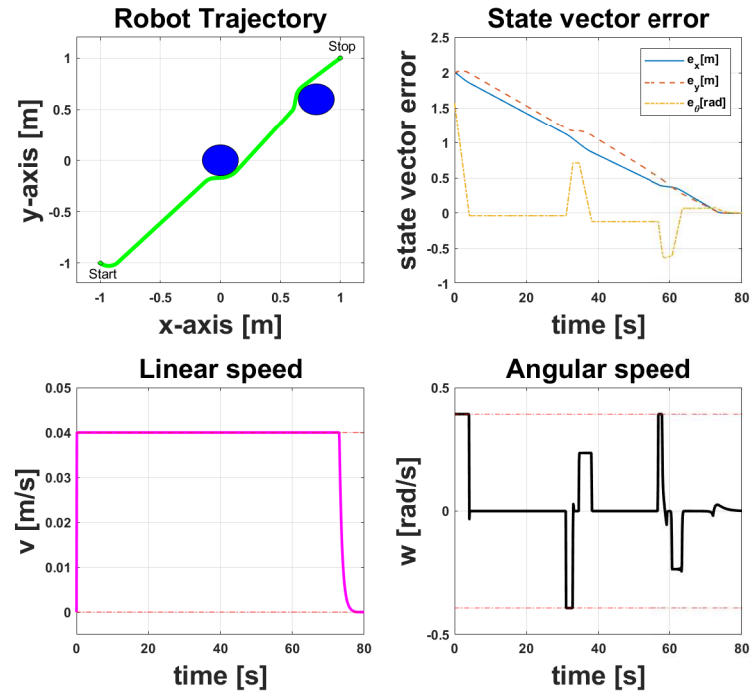 Robot Trajectory
1
0.5
0
-0.5
-1
y-axis [m]
Stop
Start
-1
-0.5
0
0.5
1
x-axis [m]
State vector error
2.5
2
1.5
1
0.5
0
-0.5
-1
state vector error
e_x[m]
e_y[m]
e_θ[rad]
0
20
40
60
80
time [s]
Linear speed
0.05
0.04
0.03
0.02
0.01
0
v [m/s]
0
20
40
60
80
time [s]
Angular speed
0.5
0
-0.5
w [rad/s]
0
20
40
60
80
time [s]